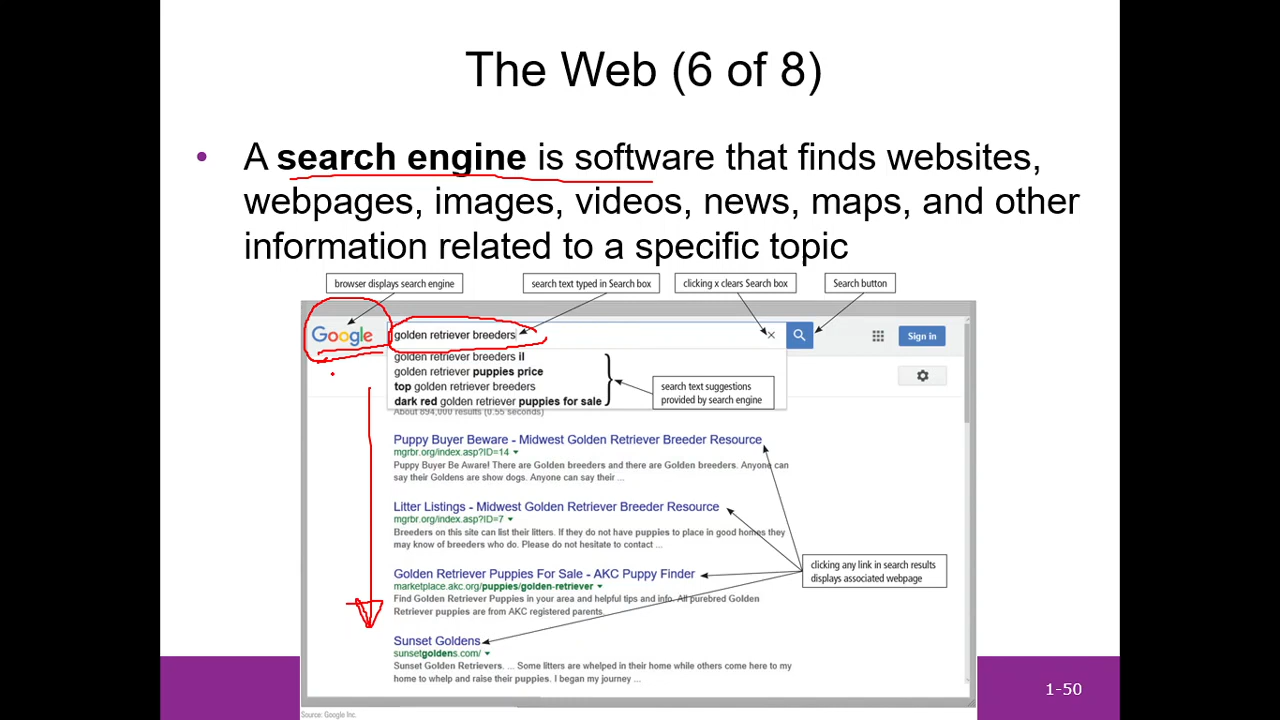 The Web (6 of 8)
• A search engine is software that finds websites,
webpages, images, videos, news, maps, and other
information related to a specific topic
browser displays search engine
search text typed in Search box
clicking x clears Search box
Search button
Google
golden retriever breeders
×
Sign in
golden retriever breeders il
golden retriever puppies price
top golden retriever breeders
dark red golden retriever puppies for sale
search text suggestions
provided by search engine
About 894,000 results (0.55 seconds)
Puppy Buyer Beware - Midwest Golden Retriever Breeder Resource
mgrbr.org/index.asp?ID=14
Puppy Buyer Be Aware! There are Golden breeders and there are Golden breeders. Anyone can
say their Goldens are show dogs. Anyone can say their ...
Litter Listings - Midwest Golden Retriever Breeder Resource
mgrbr.org/index.asp?ID=7
Breeders on this site can list their litters. If they do not have puppies to place in good homes they
may know of breeders who do. Please do not hesitate to contact ...
clicking any link in search results
displays associated webpage
Golden Retriever Puppies For Sale - AKC Puppy Finder
marketplace.akc.org/puppies/golden-retriever
Find Golden Retriever Puppies in your area and helpful tips and info. All purebred Golden
Retriever puppies are from AKC registered parents.
Sunset Goldens
sunsetgoldens.com/
Sunset Golden Retrievers. ... Some litters are whelped in their home while others come here to my
home to whelp and raise their puppies. I began my journey ...
1-50
Source: Google Inc.